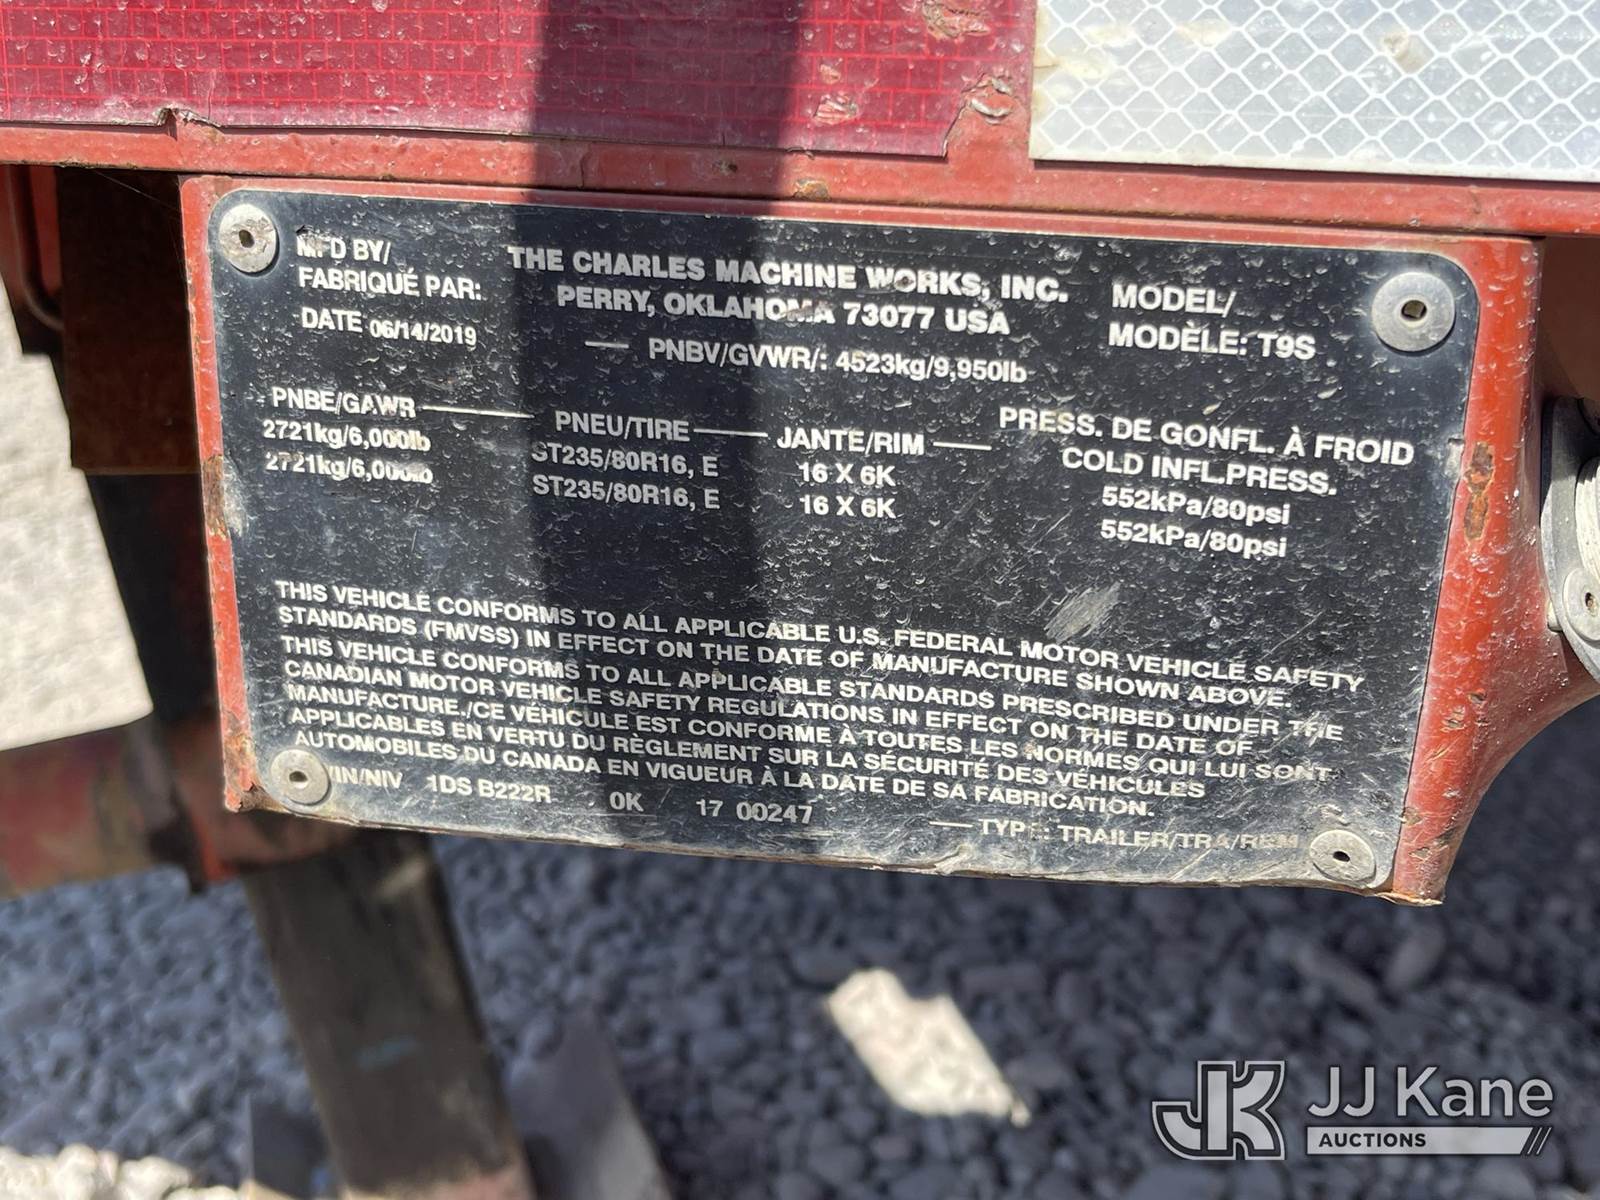 MFD BY/
FABRIQUÉ PAR:
THE CHARLES MACHINE WORKS, INC.
PERRY, OKLAHOMA 73077 USA
MODEL/
MODÈLE: T9S
DATE 06/14/2019
PNBV/GVWR/: 4523kg/9,950lb
PNBE/GAWR PNEU/TIRE JANTE/RIM PRESS. DE GONFL. À FROID
COLD INFL.PRESS.
2721kg/6,000lb ST235/80R16, E 16 X 6K 552kPa/80psi
2721kg/6,000lb ST235/80R16, E 16 X 6K 552kPa/80psi
THIS VEHICLE CONFORMS TO ALL APPLICABLE U.S. FEDERAL MOTOR VEHICLE SAFETY
STANDARDS (FMVSS) IN EFFECT ON THE DATE OF MANUFACTURE SHOWN ABOVE.
THIS VEHICLE CONFORMS TO ALL APPLICABLE STANDARDS PRESCRIBED UNDER THE
CANADIAN MOTOR VEHICLE SAFETY REGULATIONS IN EFFECT ON THE DATE OF
MANUFACTURE./CE VÉHICULE EST CONFORME À TOUTES LES NORMES QUI LUI SONT
APPLICABLES EN VERTU DU RÈGLEMENT SUR LA SÉCURITÉ DES VÉHICULES
AUTOMOBILES DU CANADA EN VIGUEUR À LA DATE DE SA FABRICATION.
VIN/NIV 1DS B222R 0K 17 00247
TYPE: TRAILER/TRA/REM
JK JJ Kane
AUCTIONS